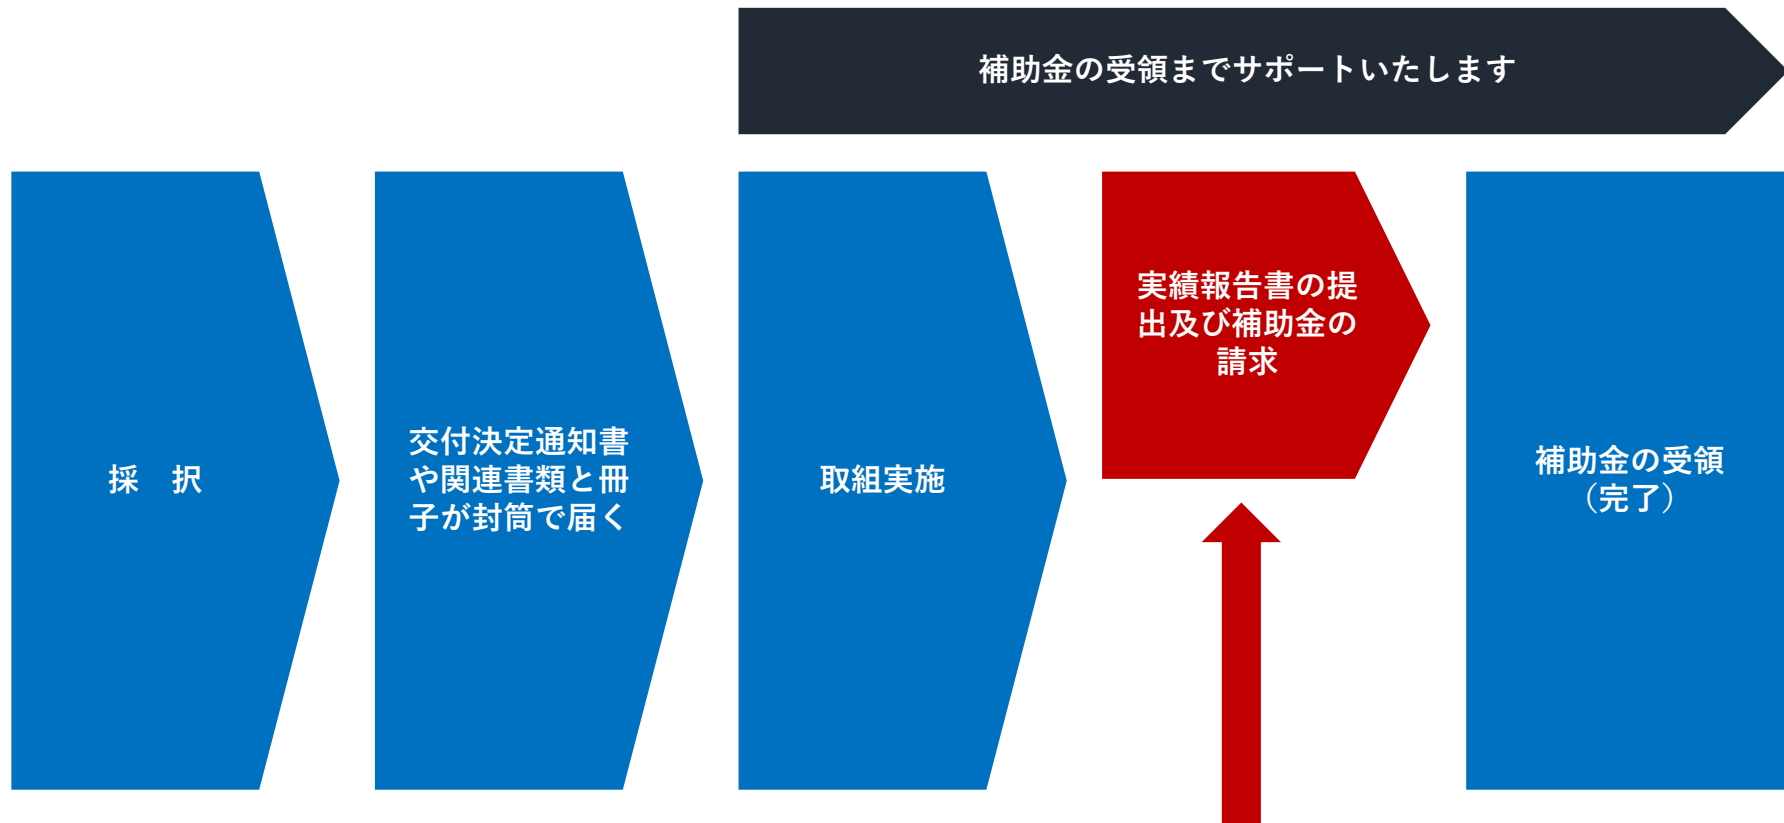 補助金の受領までサポートいたします
採　択
交付決定通知書
や関連書類と冊
子が封筒で届く
取組実施
実績報告書の提
出及び補助金の
請求
補助金の受領
（完了）